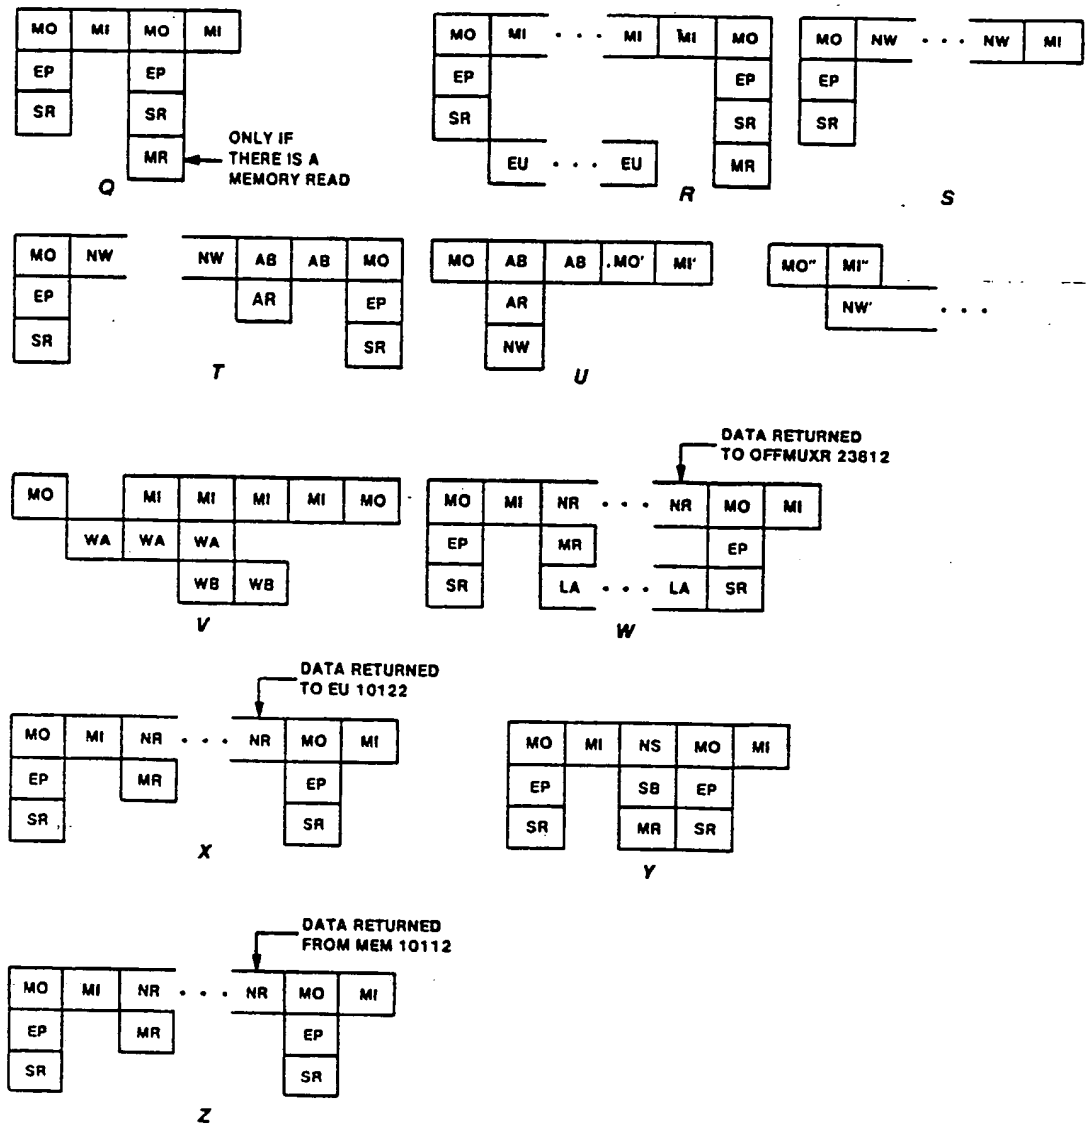 MO MI MO MI
EP EP
SR SR
MR
ONLY IF
THERE IS A
MEMORY READ
Q
MO MI · · · MI MI MO
EP EP
SR SR
EU · · · EU MR
R
MO NW · · · NW MI
EP
SR
S
MO NW NW AB AB MO
EP AR EP
SR SR
T
MO AB AB .MO' MI'
AR
NW
U
MO" MI"
NW' · · ·
MO MI MI MI MI MO
WA WA WA
WB WB
V
DATA RETURNED
TO OFFMUXR 23812
MO MI NR · · · NR MO MI
EP MR EP
SR LA · · · LA SR
W
DATA RETURNED
TO EU 10122
MO MI NR · · · NR MO MI
EP MR EP
SR SR
X
MO MI NS MO MI
EP SB EP
SR MR SR
Y
DATA RETURNED
FROM MEM 10112
MO MI NR · · · NR MO MI
EP MR EP
SR SR
Z